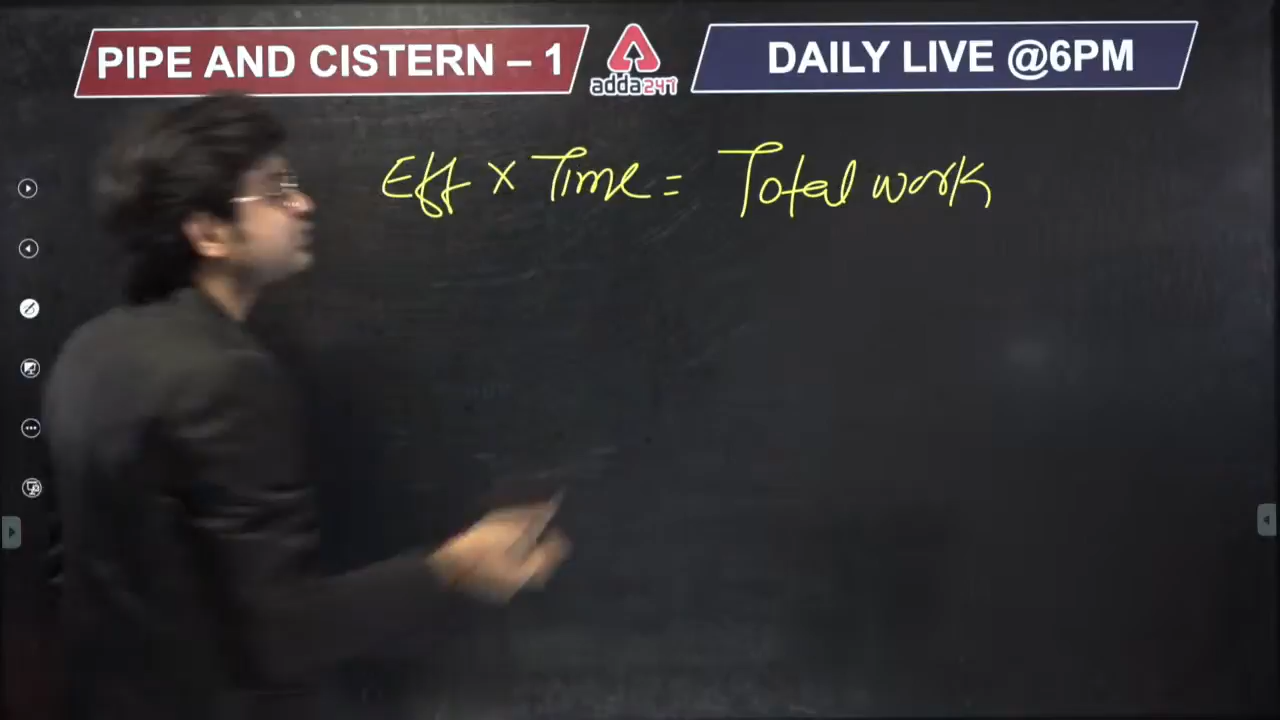 PIPE AND CISTERN – 1
adda247
DAILY LIVE @6PM
Eff × Time = Total work